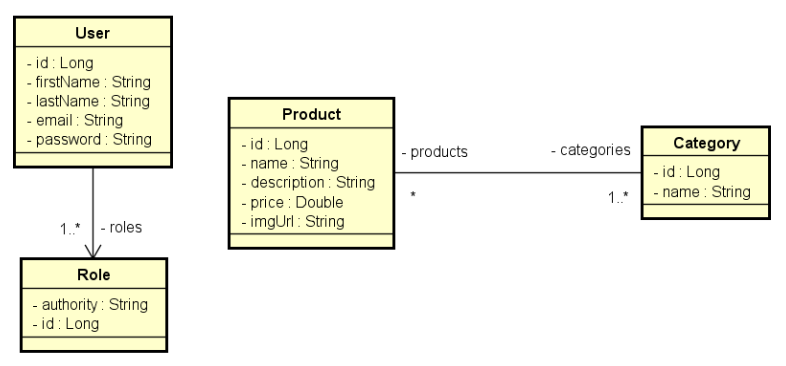 User
- id : Long
- firstName : String
- lastName : String
- email : String
- password : String
1..* - roles
Role
- authority : String
- id : Long
Product
- id : Long
- name : String
- description : String
- price : Double
- imgUrl : String
- products - categories
* 1..*
Category
- id : Long
- name : String